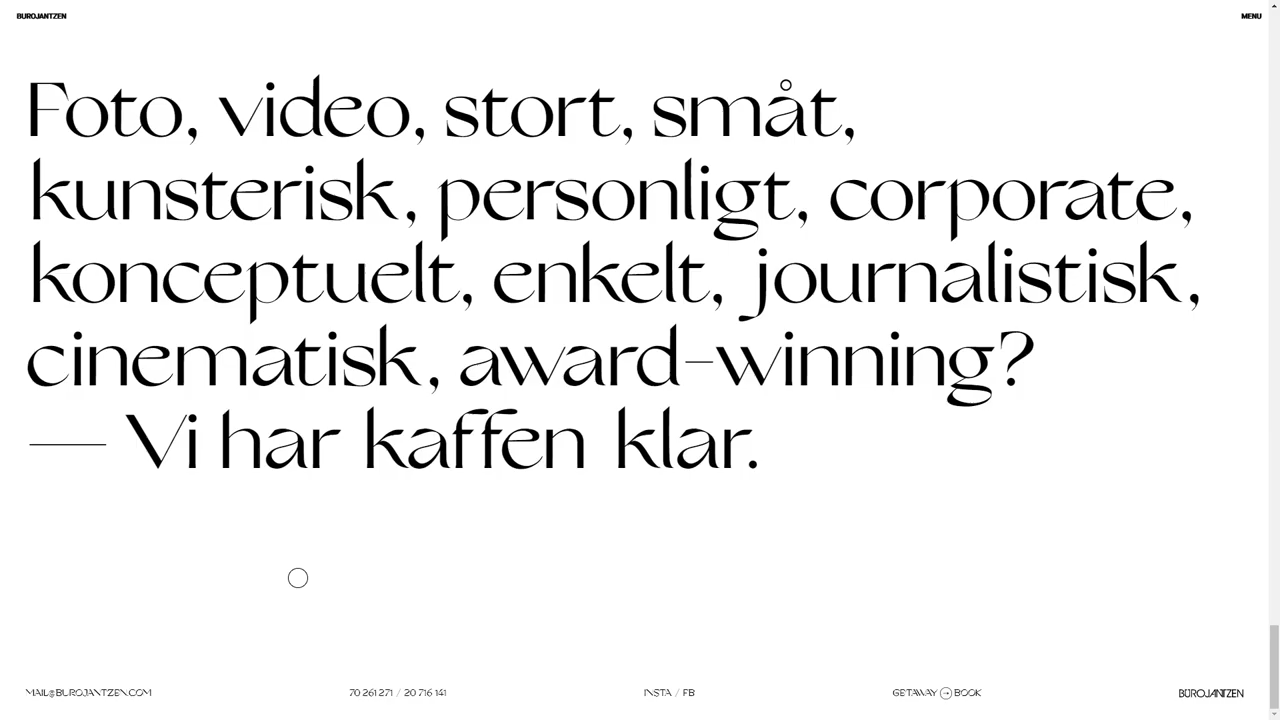 BUROJANTZEN
MENU
Foto, video, stort, småt,
kunsterisk, personligt, corporate,
konceptuelt, enkelt, journalistisk,
cinematisk, award-winning?
— Vi har kaffen klar.
MAIL@BUROJANTZEN.COM
70 261 271 / 20 716 141
INSTA / FB
GETAWAY → BOOK
BUROJANTZEN